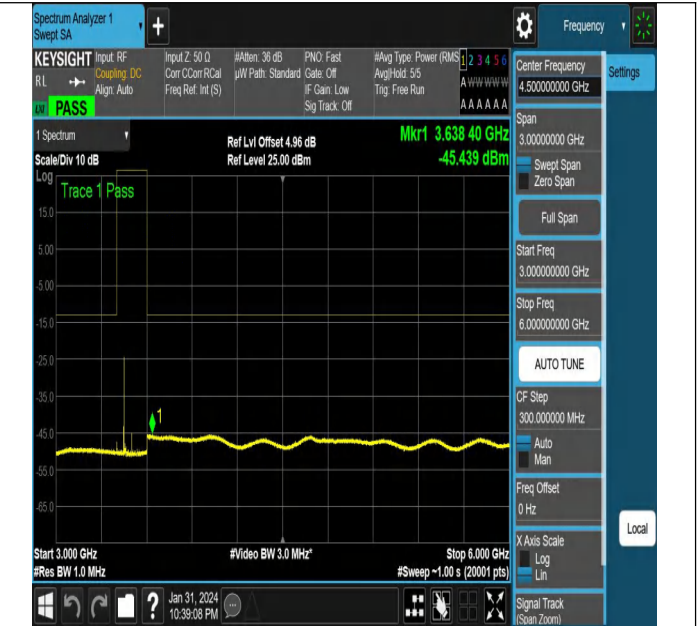 Spectrum Analyzer 1
Swept SA
Frequency
KEYSIGHT
RL
PASS
Input: RF
Coupling: DC
Align: Auto
Input Z: 50 Ω
Corr CCorr RCal
Freq Ref: Int (S)
#Atten: 36 dB
µW Path: Standard
PNO: Fast
Gate: Off
IF Gain: Low
Sig Track: Off
#Avg Type: Power (RMS
Avg|Hold: 5/5
Trig: Free Run
1 2 3 4 5 6
A W W W W W
A A A A A A
1 Spectrum
Scale/Div 10 dB
Log
Ref Lvl Offset 4.96 dB
Ref Level 25.00 dBm
Mkr1 3.638 40 GHz
-45.439 dBm
Trace 1 Pass
15.0
5.00
-5.00
-15.0
-25.0
-35.0
-45.0
-55.0
-65.0
1
Start 3.000 GHz
#Res BW 1.0 MHz
#Video BW 3.0 MHz*
Stop 6.000 GHz
#Sweep ~1.00 s (20001 pts)
?
Jan 31, 2024
10:39:08 PM
Center Frequency
4.500000000 GHz
Settings
Span
3.00000000 GHz
Swept Span
Zero Span
Full Span
Start Freq
3.000000000 GHz
Stop Freq
6.000000000 GHz
AUTO TUNE
CF Step
300.000000 MHz
Auto
Man
Freq Offset
0 Hz
X Axis Scale
Log
Lin
Signal Track
(Span Zoom)
Local